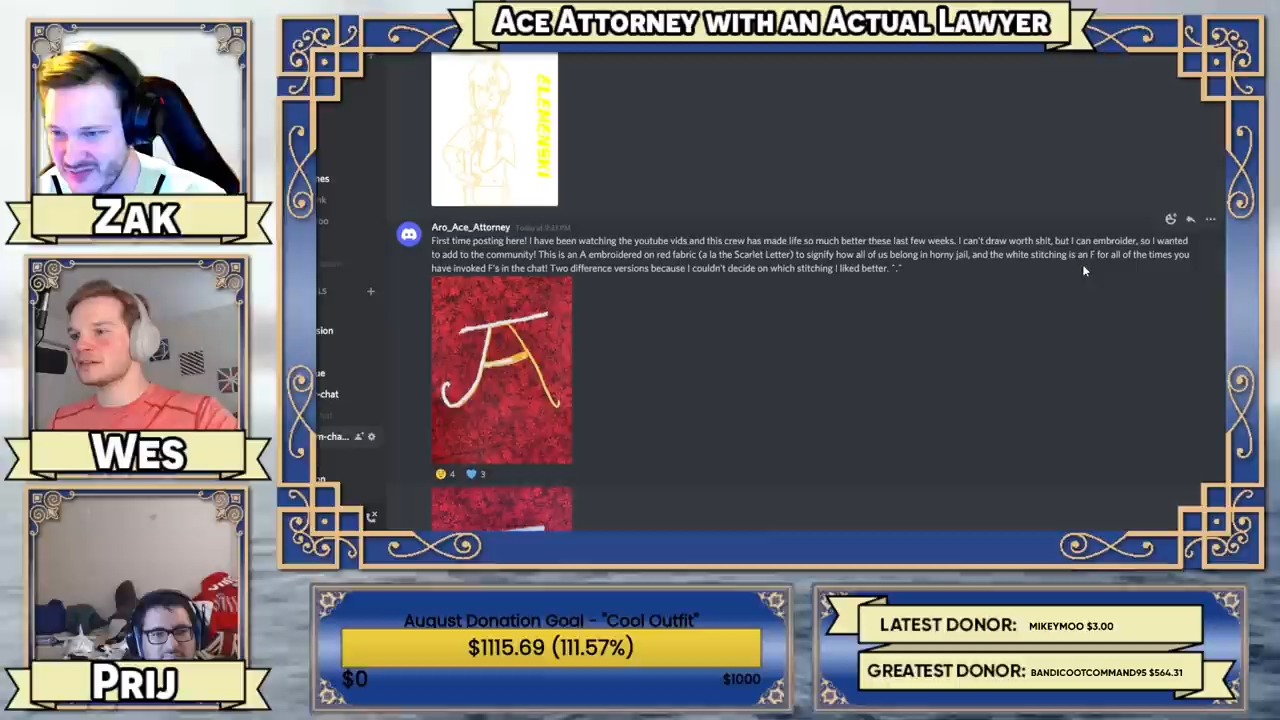 ACE ATTORNEY WITH AN ACTUAL LAWYER
ZAK
WES
PRIJ
ELEMENSKI
Aro_Ace_Attorney
First time posting here! I have been watching the youtube vids and this crew has made life so much better these last few weeks. I can't draw worth shit, but I can embroider, so I wanted
to add to the community! This is an A embroidered on red fabric (a la the Scarlet Letter) to signify how all of us belong in horny jail, and the white stitching is an F for all of the times you
have invoked F's in the chat! Two difference versions because I couldn't decide on which stitching I liked better. ^.^
A
4 3
-chat
August Donation Goal - "Cool Outfit"
$1115.69 (111.57%)
$0 $1000
LATEST DONOR: MIKEYMOO $3.00
GREATEST DONOR: BANDICOOTCOMMAND95 $564.31